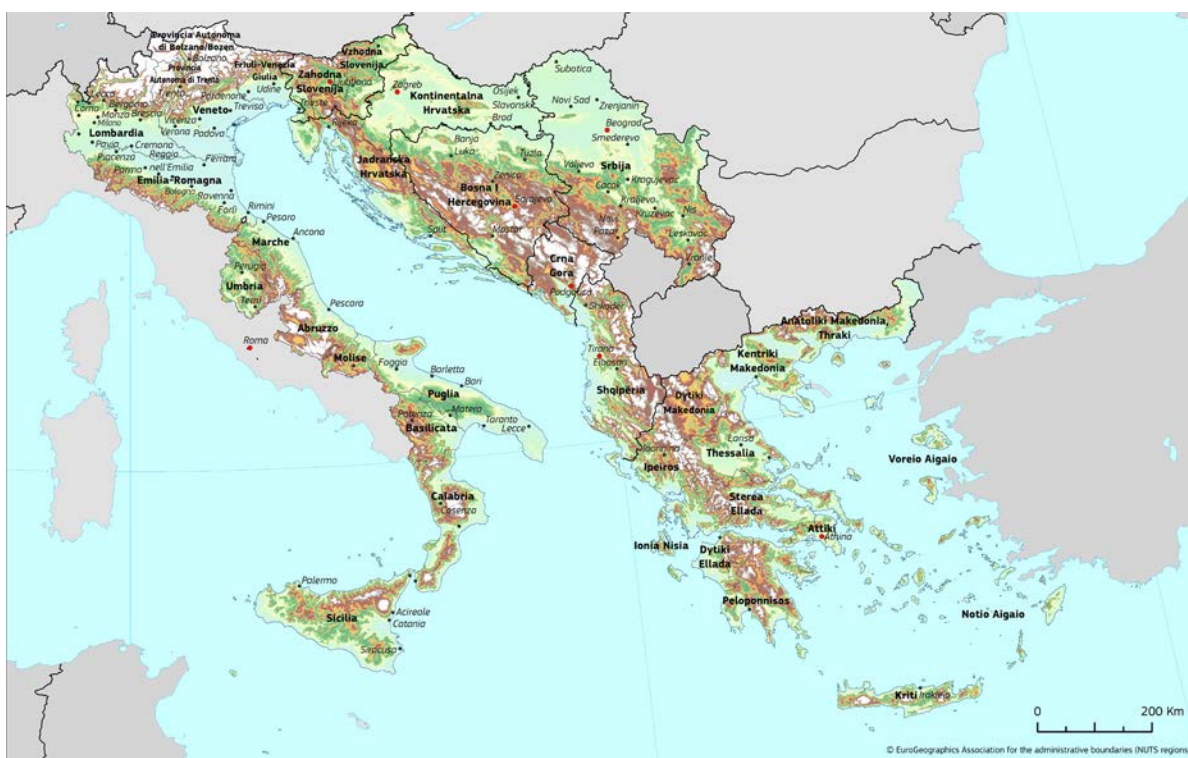 Provincia Autonoma
di Bolzano/Bozen
Bolzano
Provincia
Autonoma di Trento
Trento
Friuli-Venezia
Giulia
Udine
Pordenone
Vzhodna
Slovenija
Zahodna
Slovenija
Ljubljana
Trieste
Rijeka
Zagreb
Kontinentalna
Hrvatska
Osijek
Slavonski
Brod
Subotica
Novi Sad
Zrenjanin
Beograd
Smederevo
Lecco
Como
Bergamo
Monza
Brescia
Milano
Lombardia
Pavia
Cremona
Piacenza
Veneto
Treviso
Vicenza
Verona
Padova
Parma
Reggio
nell'Emilia
Ferrara
Emilia-Romagna
Bologna
Ravenna
Forlì
Rimini
Pesaro
Ancona
Marche
Perugia
Umbria
Terni
Jadranska
Hrvatska
Split
Banja
Luka
Tuzla
Zenica
Bosna I
Hercegovina
Sarajevo
Mostar
Srbija
Valjevo
Kragujevac
Cacak
Kraljevo
Kruzevac
Nis
Novi
Pazar
Leskovac
Vranje
Crna
Gora
Podgorica
Shkoder
Pescara
Abruzzo
Roma
Molise
Foggia
Barletta
Bari
Puglia
Potenza
Matera
Basilicata
Taranto
Lecce
Calabria
Cosenza
Palermo
Sicilia
Acireale
Catania
Siracusa
Tirana
Elbasan
Shqipëria
Anatoliki Makedonia,
Thraki
Kentriki
Makedonia
Dytiki
Makedonia
Larisa
Thessalia
Ioannina
Ipeiros
Voreio Aigaio
Sterea
Ellada
Attiki
Athina
Ionia Nisia
Dytiki
Ellada
Peloponnisos
Notio Aigaio
Kriti
Irakleio
0
200 Km
© EuroGeographics Association for the administrative boundaries (NUTS regions)